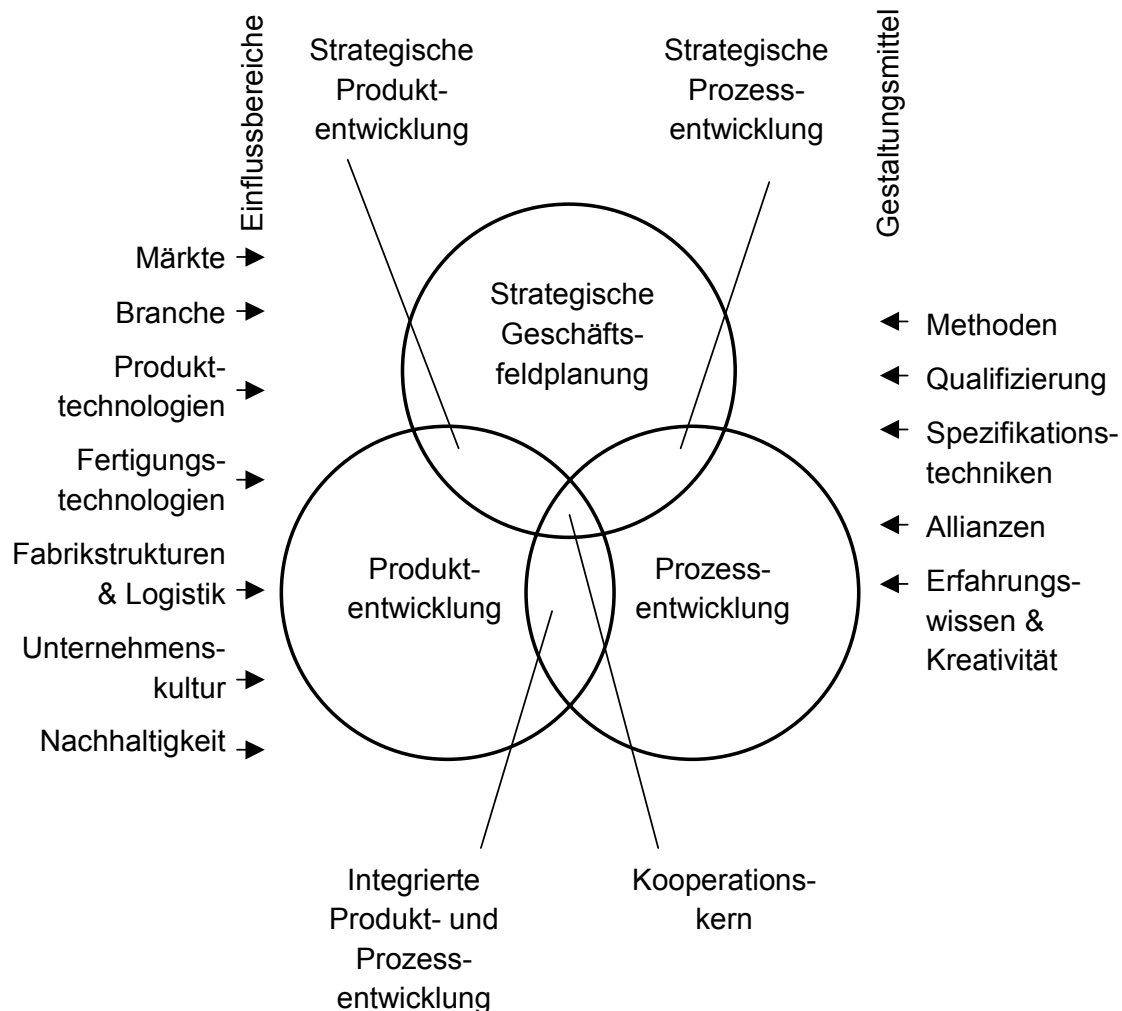 Einflussbereiche
Strategische
Produkt-
entwicklung
Strategische
Prozess-
entwicklung
Gestaltungsmittel
Märkte
Branche
Produkt-
technologien
Fertigungs-
technologien
Fabrikstrukturen
& Logistik
Unternehmens-
kultur
Nachhaltigkeit
Strategische
Geschäfts-
feldplanung
Produkt-
entwicklung
Prozess-
entwicklung
Methoden
Qualifizierung
Spezifikations-
techniken
Allianzen
Erfahrungs-
wissen &
Kreativität
Integrierte
Produkt- und
Prozess-
entwicklung
Kooperations-
kern